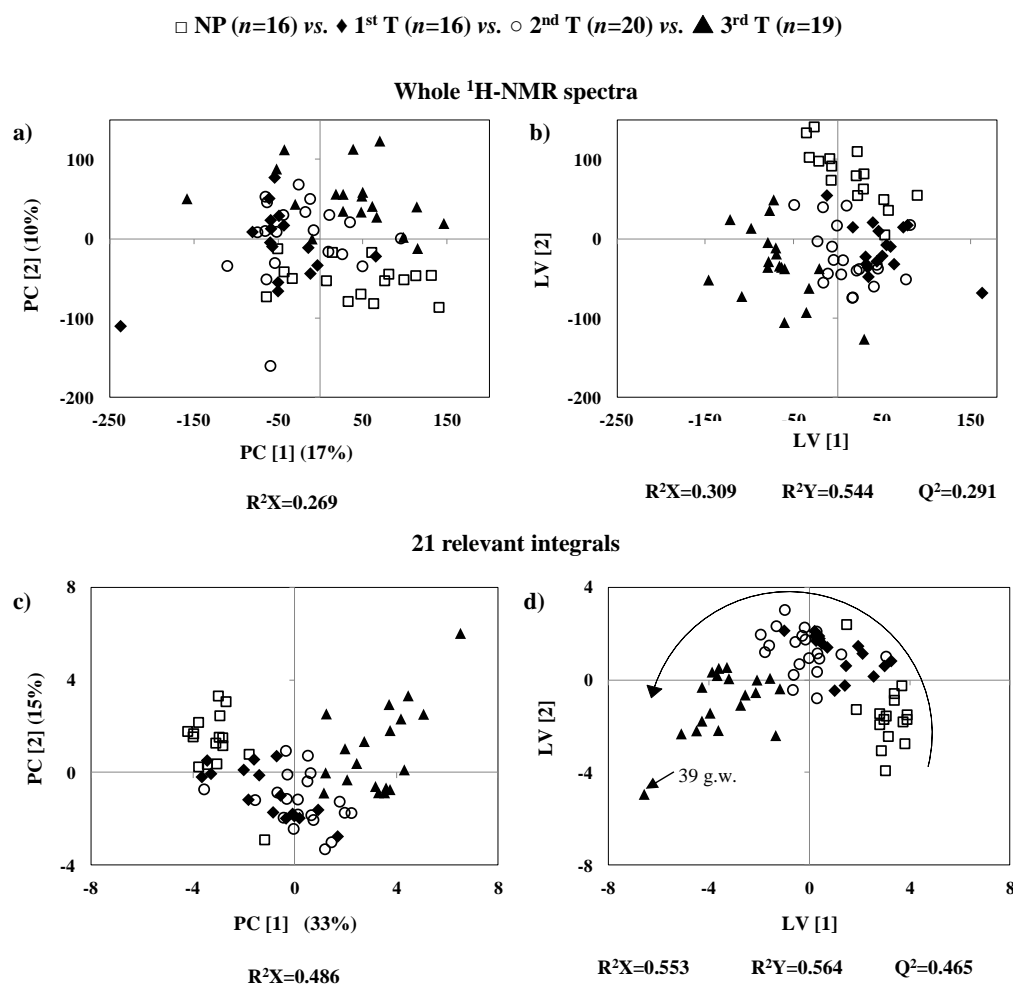 □ NP (n=16) vs. ♦ 1st T (n=16) vs. ○ 2nd T (n=20) vs. ▲ 3rd T (n=19)
Whole 1H-NMR spectra
a)
100
0
-100
-200
-250
-150
-50
50
150
PC [2] (10%)
PC [1] (17%)
R²X=0.269
b)
100
0
-100
-200
-250
-150
-50
50
150
LV [2]
LV [1]
R²X=0.309 R²Y=0.544 Q²=0.291
21 relevant integrals
c)
8
4
0
-4
-8
-4
0
4
8
PC [2] (15%)
PC [1] (33%)
R²X=0.486
d)
4
0
-4
-8
-8
-4
0
4
8
39 g.w.
LV [2]
LV [1]
R²X=0.553 R²Y=0.564 Q²=0.465